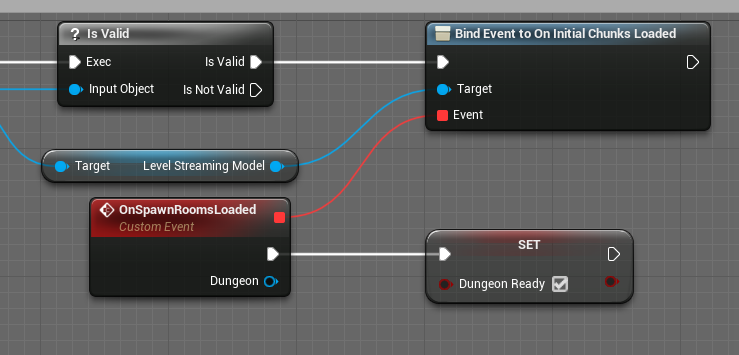 ? Is Valid
Exec
Is Valid
Input Object
Is Not Valid
Bind Event to On Initial Chunks Loaded
Target
Event
Target
Level Streaming Model
OnSpawnRoomsLoaded
Custom Event
Dungeon
SET
Dungeon Ready